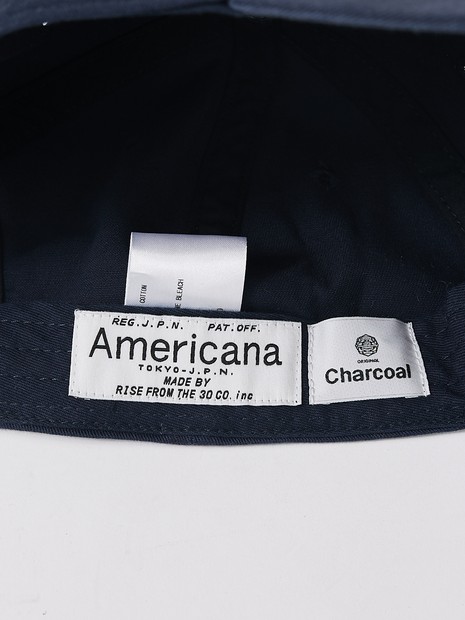 COTTON
BLEACH
REG.J.P.N. PAT.OFF.
Americana
TOKYO-J.P.N.
MADE BY
RISE FROM THE 30 CO. inc
ORIGINAL
Charcoal